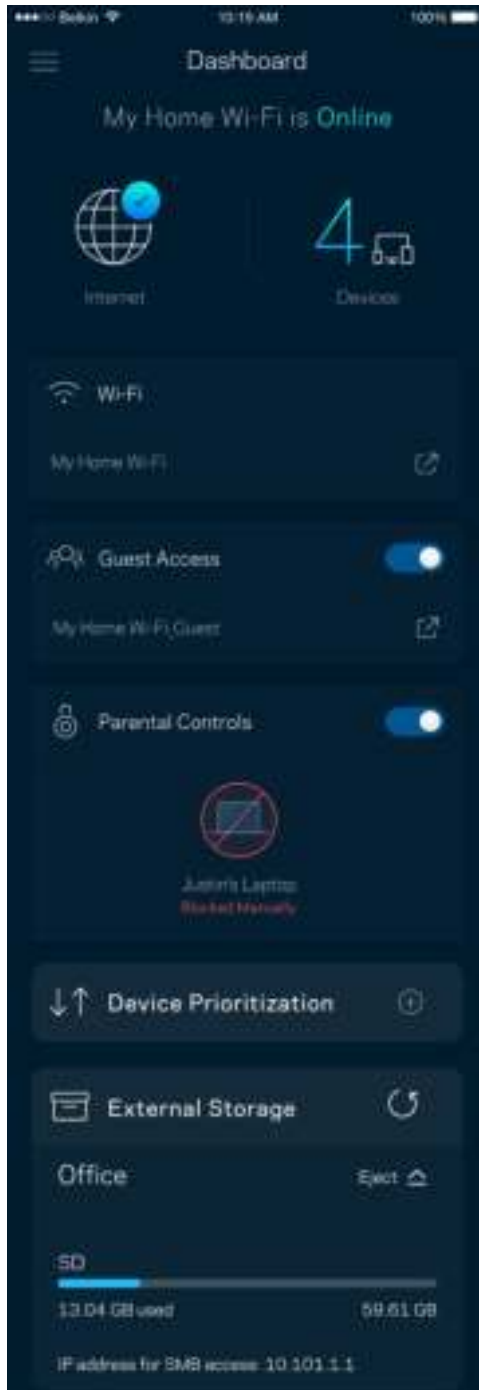 Belkin 10:15 AM 100%
Dashboard
My Home Wi-Fi is Online
4
Internet Devices
Wi-Fi
My Home Wi-Fi
Guest Access
My Home Wi-Fi_Guest
Parental Controls
Justin's Laptop
Blocked Manually
Device Prioritization
External Storage
Office Eject
SD
13.04 GB used 59.61 GB
IP address for SMB access: 10.101.1.1